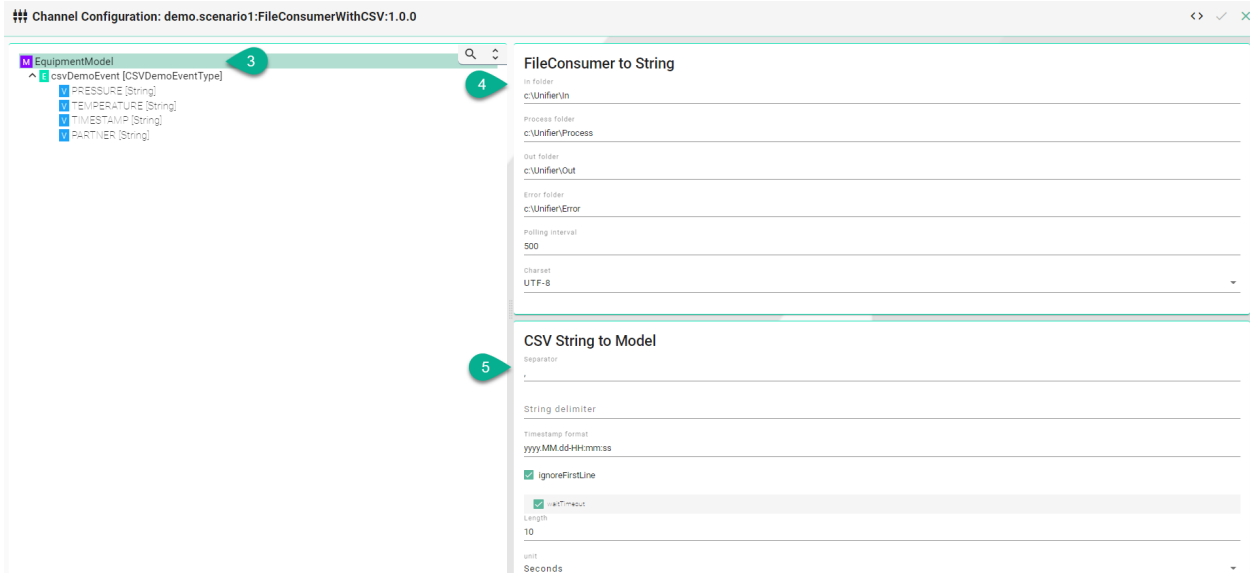 Channel Configuration: demo.scenario1:FileConsumerWithCSV:1.0.0
M EquipmentModel
3
E csvDemoEvent [CSVDemoEventType]
V PRESSURE [String]
V TEMPERATURE [String]
V TIMESTAMP [String]
V PARTNER [String]
FileConsumer to String
4
In folder
c:\Unifier\In
Process folder
c:\Unifier\Process
Out folder
c:\Unifier\Out
Error folder
c:\Unifier\Error
Polling interval
500
Charset
UTF-8
CSV String to Model
5
Separator
,
String delimiter
Timestamp format
yyyy.MM.dd-HH:mm:ss
ignoreFirstLine
waitTimeout
Length
10
unit
Seconds